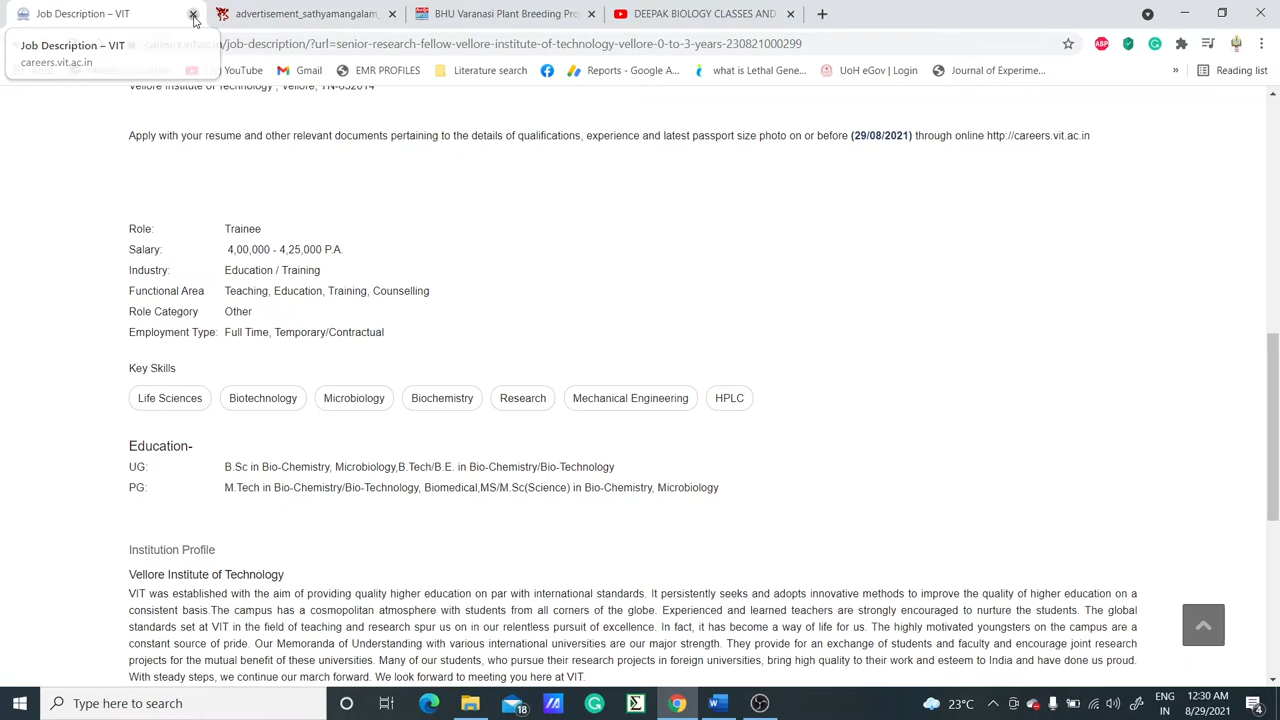 Job Description – VIT
advertisement_sathyamangalam_
BHU Varanasi Plant Breeding Pro
DEEPAK BIOLOGY CLASSES AND
Job Description – VIT
careers.vit.ac.in
/job-description/?url=senior-research-fellow-vellore-institute-of-technology-vellore-0-to-3-years-230821000299
ABP
YouTube
Gmail
EMR PROFILES
Literature search
Reports - Google A...
what is Lethal Gene...
UoH eGov | Login
Journal of Experime...
»
Reading list
Vellore Institute of Technology , Vellore, TN-632014
Apply with your resume and other relevant documents pertaining to the details of qualifications, experience and latest passport size photo on or before (29/08/2021) through online http://careers.vit.ac.in
Role: Trainee
Salary: 4,00,000 - 4,25,000 P.A.
Industry: Education / Training
Functional Area Teaching, Education, Training, Counselling
Role Category Other
Employment Type: Full Time, Temporary/Contractual
Key Skills
Life Sciences Biotechnology Microbiology Biochemistry Research Mechanical Engineering HPLC
Education-
UG: B.Sc in Bio-Chemistry, Microbiology,B.Tech/B.E. in Bio-Chemistry/Bio-Technology
PG: M.Tech in Bio-Chemistry/Bio-Technology, Biomedical,MS/M.Sc(Science) in Bio-Chemistry, Microbiology
Institution Profile
Vellore Institute of Technology
VIT was established with the aim of providing quality higher education on par with international standards. It persistently seeks and adopts innovative methods to improve the quality of higher education on a
consistent basis.The campus has a cosmopolitan atmosphere with students from all corners of the globe. Experienced and learned teachers are strongly encouraged to nurture the students. The global
standards set at VIT in the field of teaching and research spur us on in our relentless pursuit of excellence. In fact, it has become a way of life for us. The highly motivated youngsters on the campus are a
constant source of pride. Our Memoranda of Understanding with various international universities are our major strength. They provide for an exchange of students and faculty and encourage joint research
projects for the mutual benefit of these universities. Many of our students, who pursue their research projects in foreign universities, bring high quality to their work and esteem to India and have done us proud.
With steady steps, we continue our march forward. We look forward to meeting you here at VIT.
Type here to search
18
23°C
ENG
IN
12:30 AM
8/29/2021
4